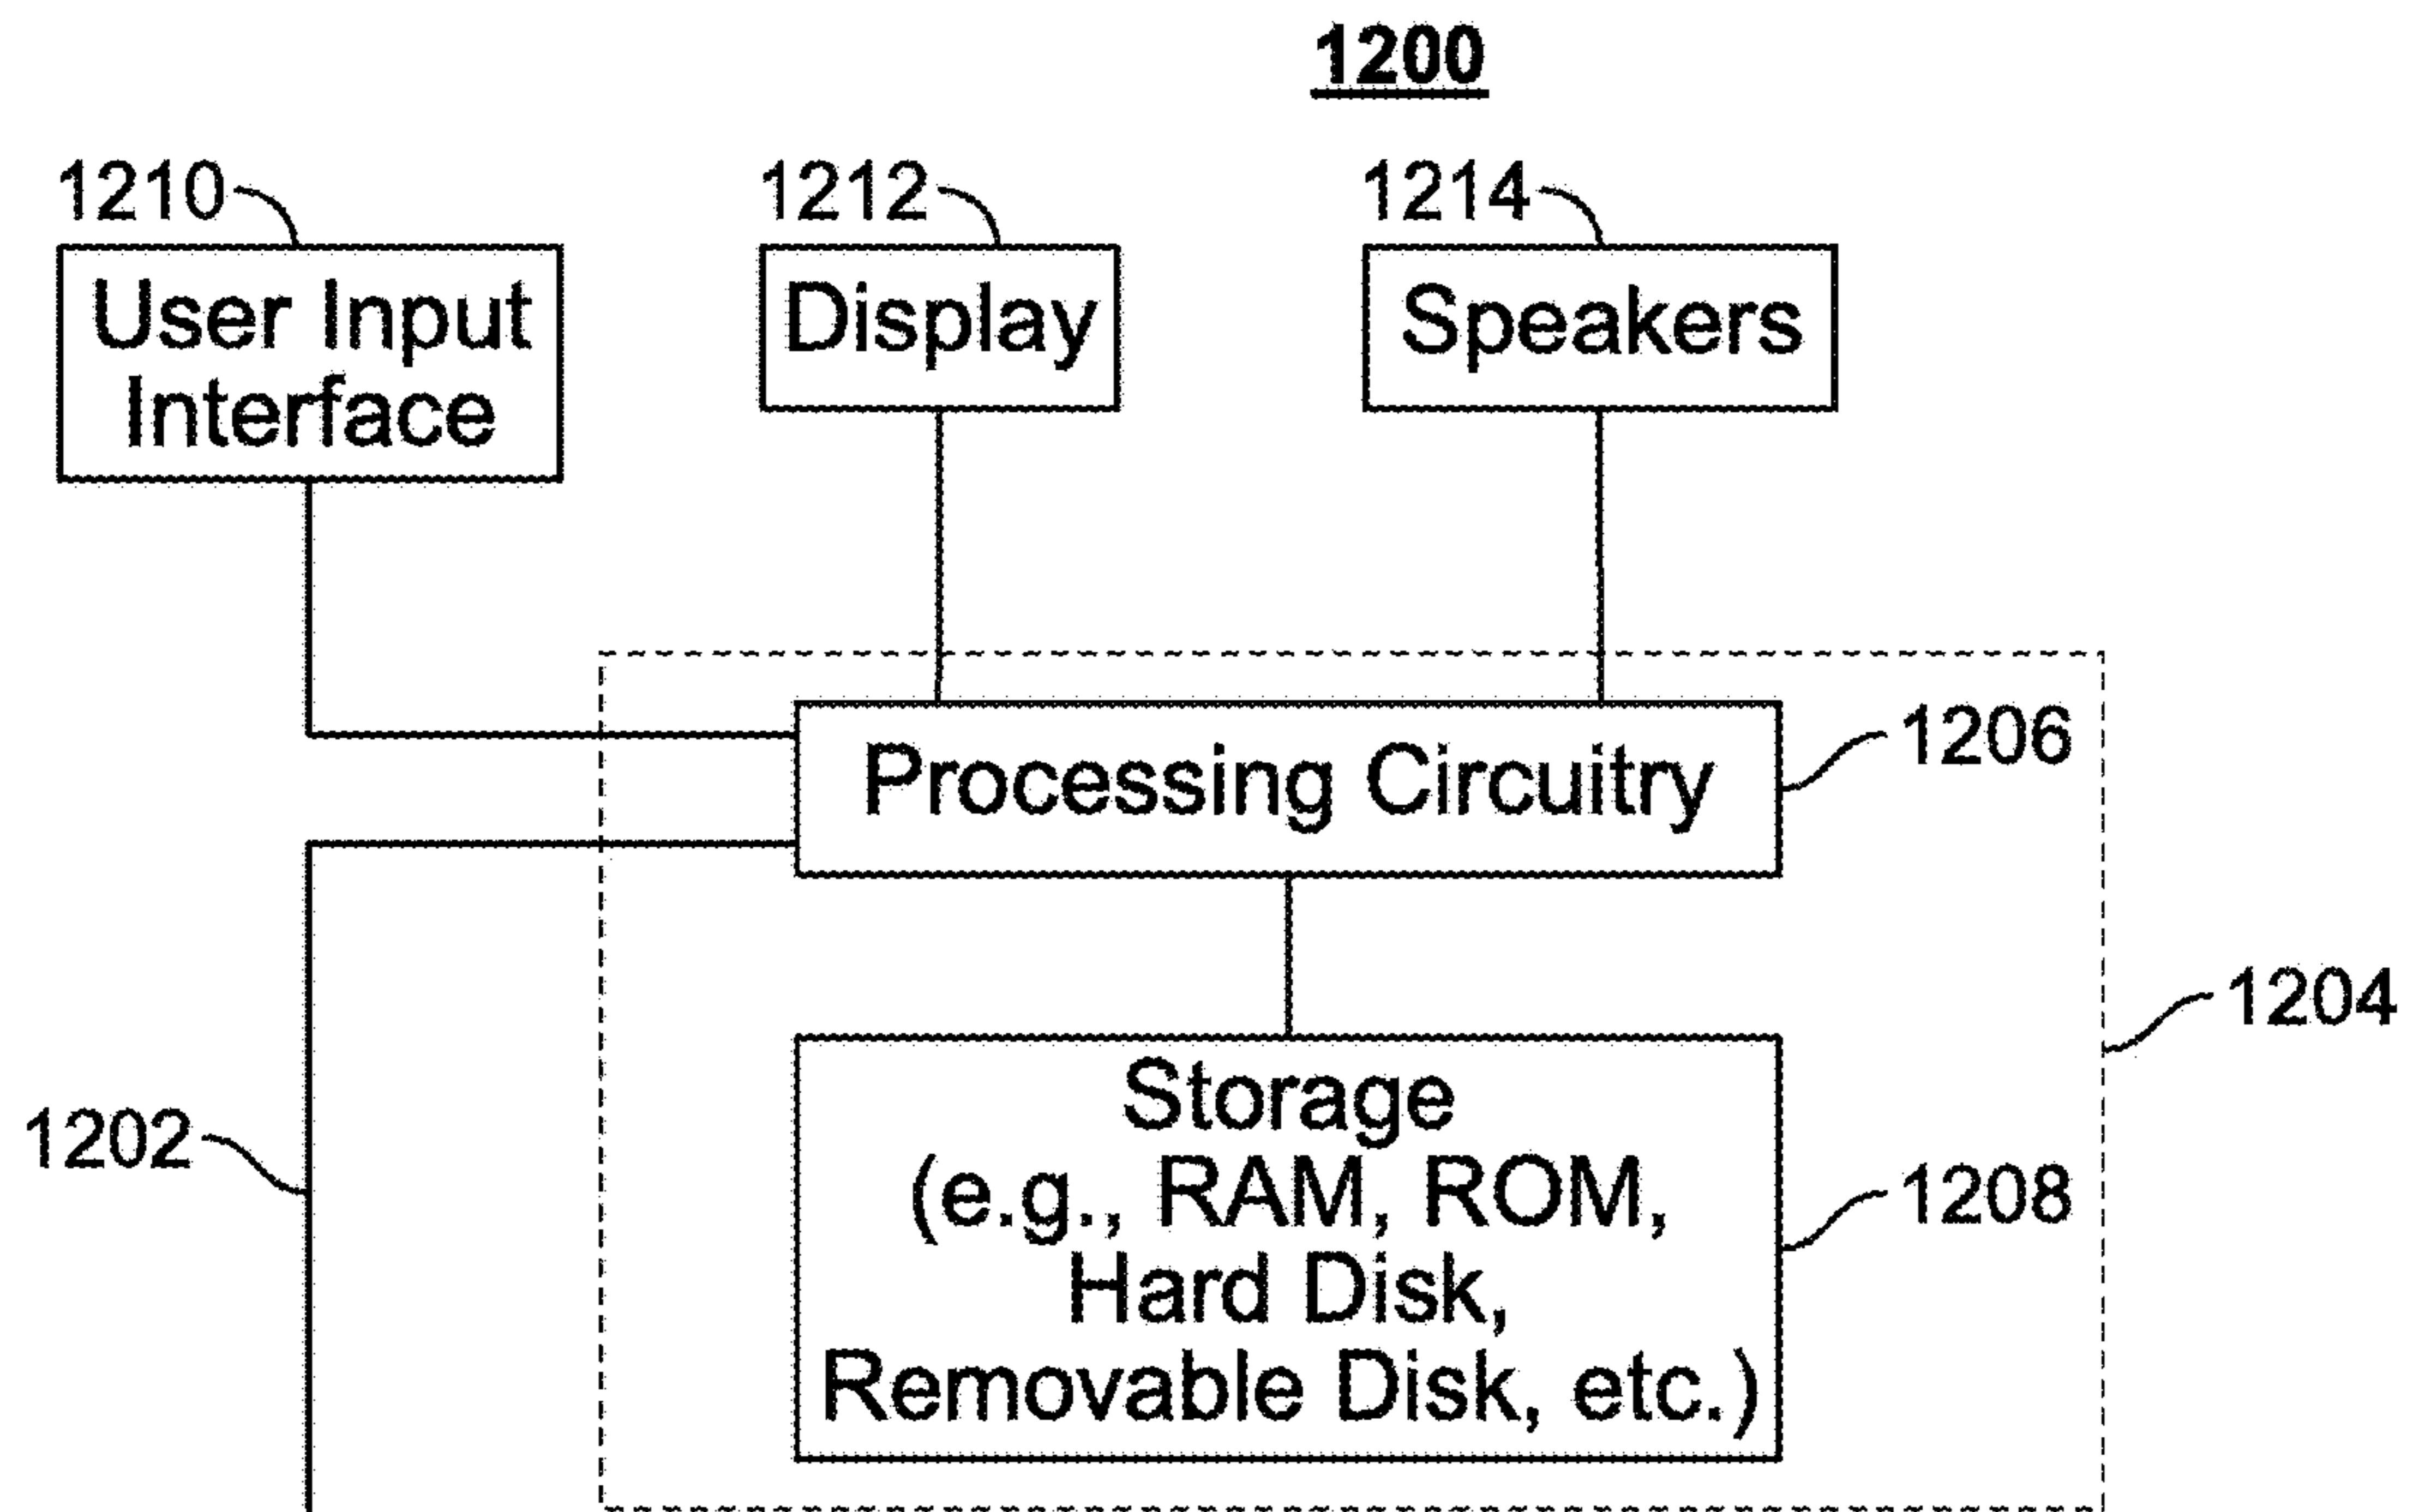 1200
1210
1212
1214
User Input
Interface
Display
Speakers
Processing Circuitry
1206
1204
1202
Storage
(e.g., RAM, ROM,
Hard Disk,
Removable Disk, etc.)
1208